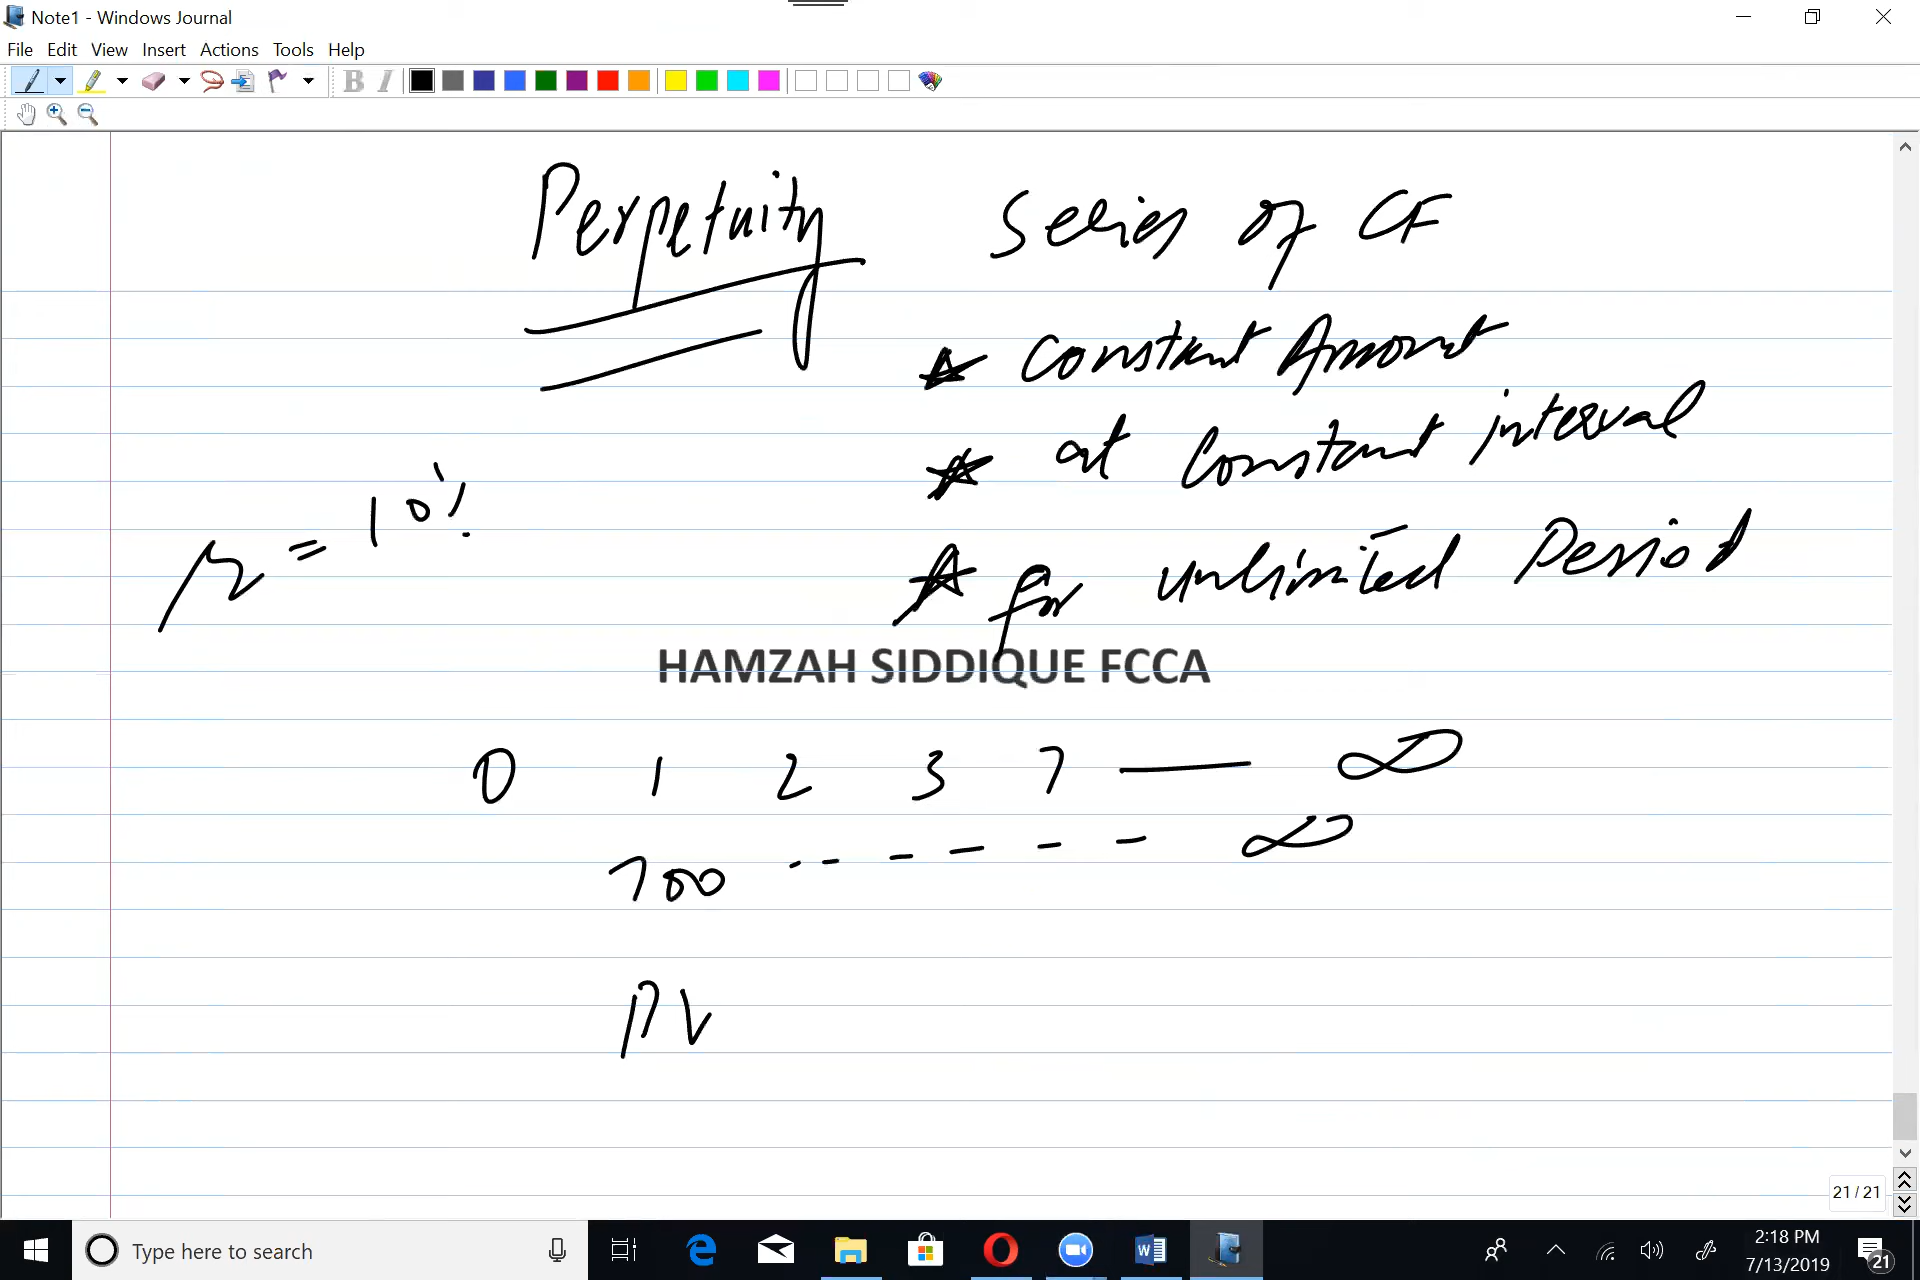 Note1 - Windows Journal
File Edit View Insert Actions Tools Help
B I
Perpetuity Series of CF
* Constant Amount
* at Constant interval
r = 10%
* for unlimited Period
HAMZAH SIDDIQUE FCCA
0 1 2 3 7 — ∞
700 -- - - - - ∞
PV
21 / 21
Type here to search
2:18 PM
7/13/2019
21